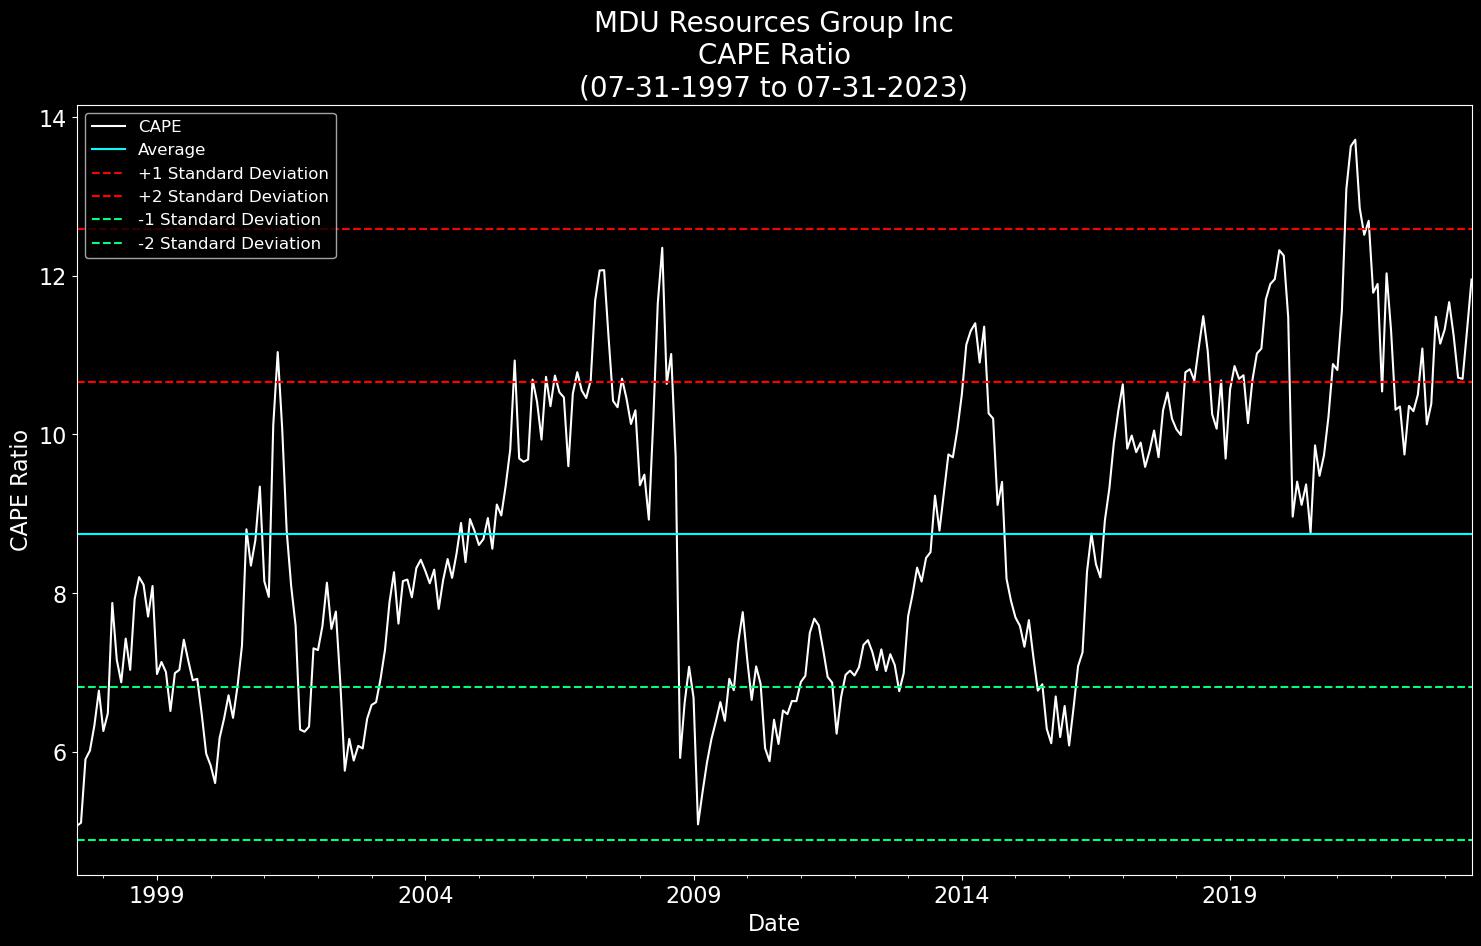 MDU Resources Group Inc
CAPE Ratio
(07-31-1997 to 07-31-2023)
CAPE
Average
+1 Standard Deviation
+2 Standard Deviation
-1 Standard Deviation
-2 Standard Deviation
14
12
10
8
6
CAPE Ratio
1999
2004
2009
2014
2019
Date